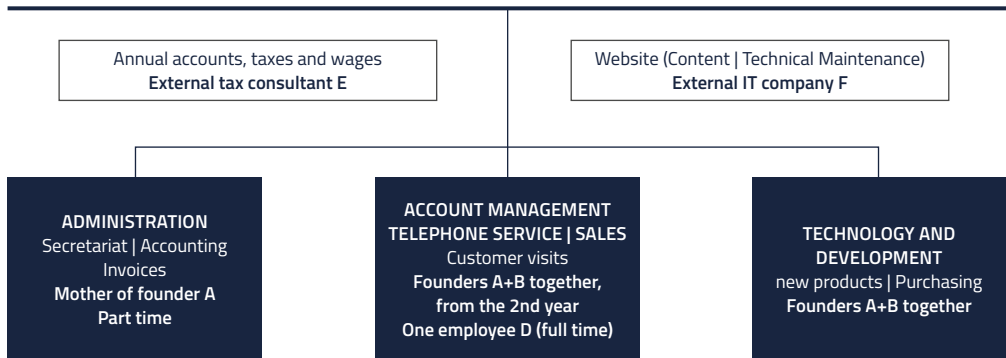 Annual accounts, taxes and wages
External tax consultant E
Website (Content | Technical Maintenance)
External IT company F
ADMINISTRATION
Secretariat | Accounting
Invoices
Mother of founder A
Part time
ACCOUNT MANAGEMENT
TELEPHONE SERVICE | SALES
Customer visits
Founders A+B together,
from the 2nd year
One employee D (full time)
TECHNOLOGY AND
DEVELOPMENT
new products | Purchasing
Founders A+B together